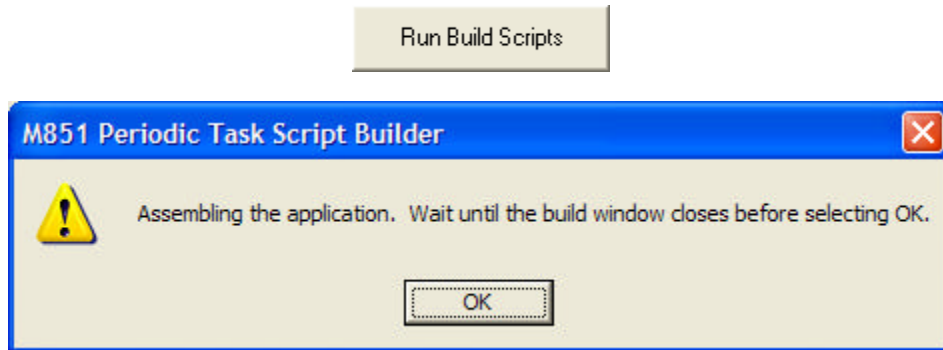 Run Build Scripts
M851 Periodic Task Script Builder
Assembling the application.  Wait until the build window closes before selecting OK.
OK